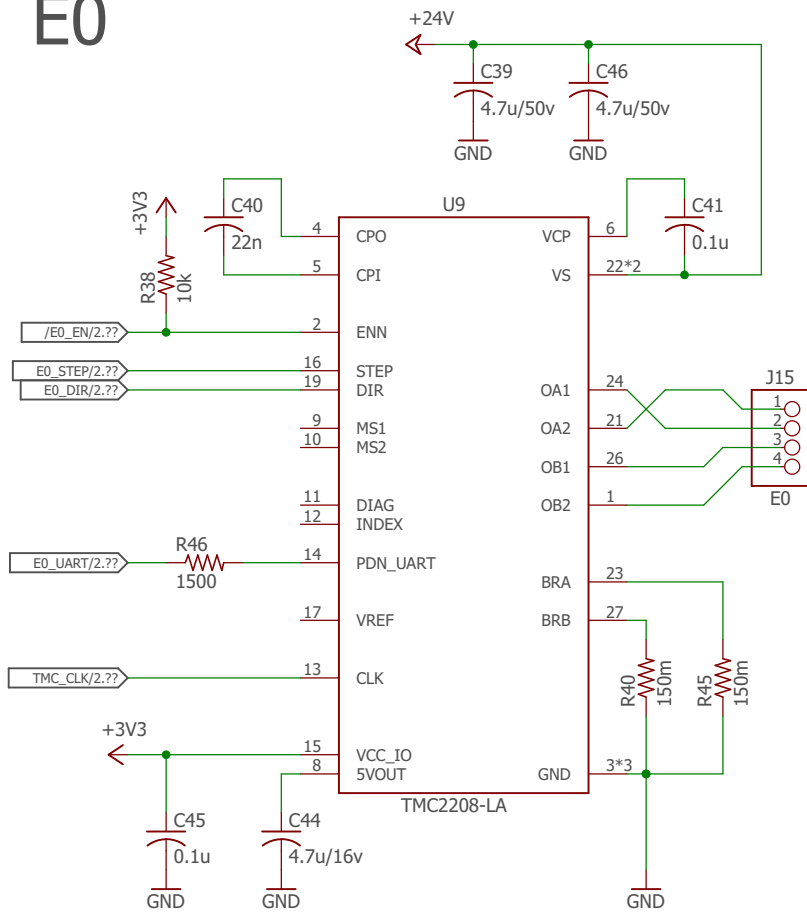 E0
+24V
C39
4.7u/50v
C46
4.7u/50v
GND
GND
+3V3
R38
10k
C40
22n
U9
C41
0.1u
4 CPO
5 CPI
2 ENN
16 STEP
19 DIR
9 MS1
10 MS2
11 DIAG
12 INDEX
14 PDN_UART
17 VREF
13 CLK
15 VCC_IO
8 5VOUT
VCP 6
VS 22*2
OA1 24
OA2 21
OB1 26
OB2 1
BRA 23
BRB 27
GND 3*3
TMC2208-LA
/E0_EN/2.??
E0_STEP/2.??
E0_DIR/2.??
E0_UART/2.??
R46
1500
TMC_CLK/2.??
J15
1
2
3
4
E0
R40
150m
R45
150m
+3V3
C45
0.1u
C44
4.7u/16v
GND
GND
GND